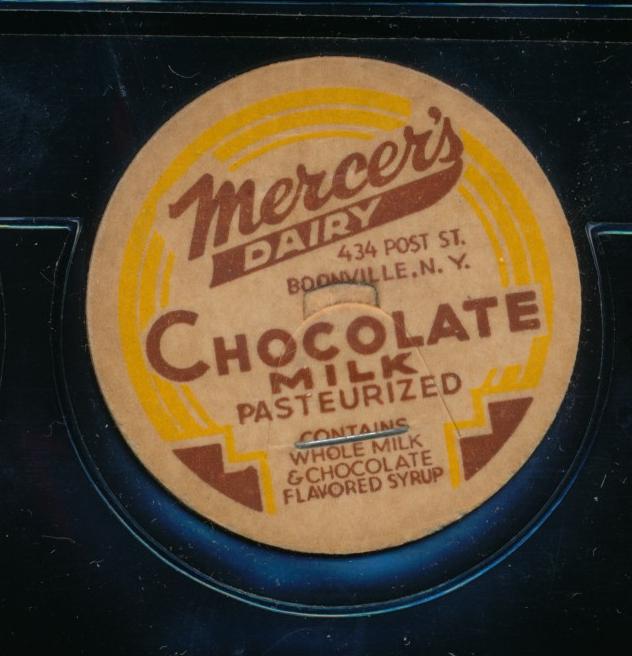 Mercer's
DAIRY
434 POST ST.
BOONVILLE, N. Y.
CHOCOLATE
MILK
PASTEURIZED
CONTAINS
WHOLE MILK
& CHOCOLATE
FLAVORED SYRUP